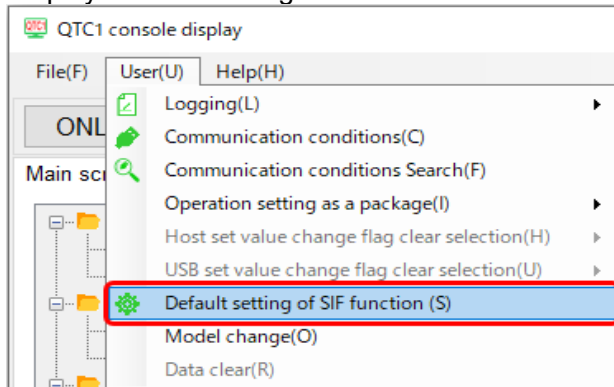 QTC1 console display
File(F) User(U) Help(H)
Logging(L)
ONL
Communication conditions(C)
Main scr
Communication conditions Search(F)
Operation setting as a package(I)
Host set value change flag clear selection(H)
USB set value change flag clear selection(U)
Default setting of SIF function (S)
Model change(O)
Data clear(R)